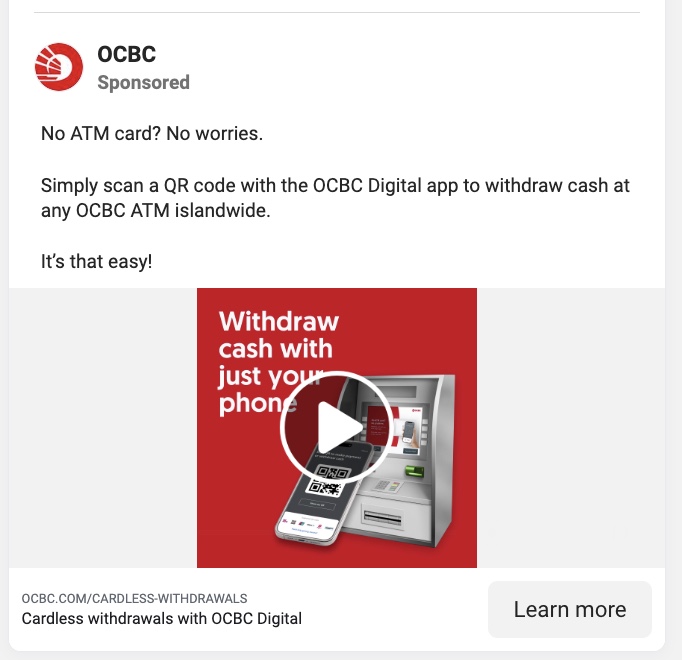 OCBC
Sponsored
No ATM card? No worries.
Simply scan a QR code with the OCBC Digital app to withdraw cash at
any OCBC ATM islandwide.
It’s that easy!
Withdraw
cash with
just your
phone
OCBC.COM/CARDLESS-WITHDRAWALS
Cardless withdrawals with OCBC Digital
Learn more